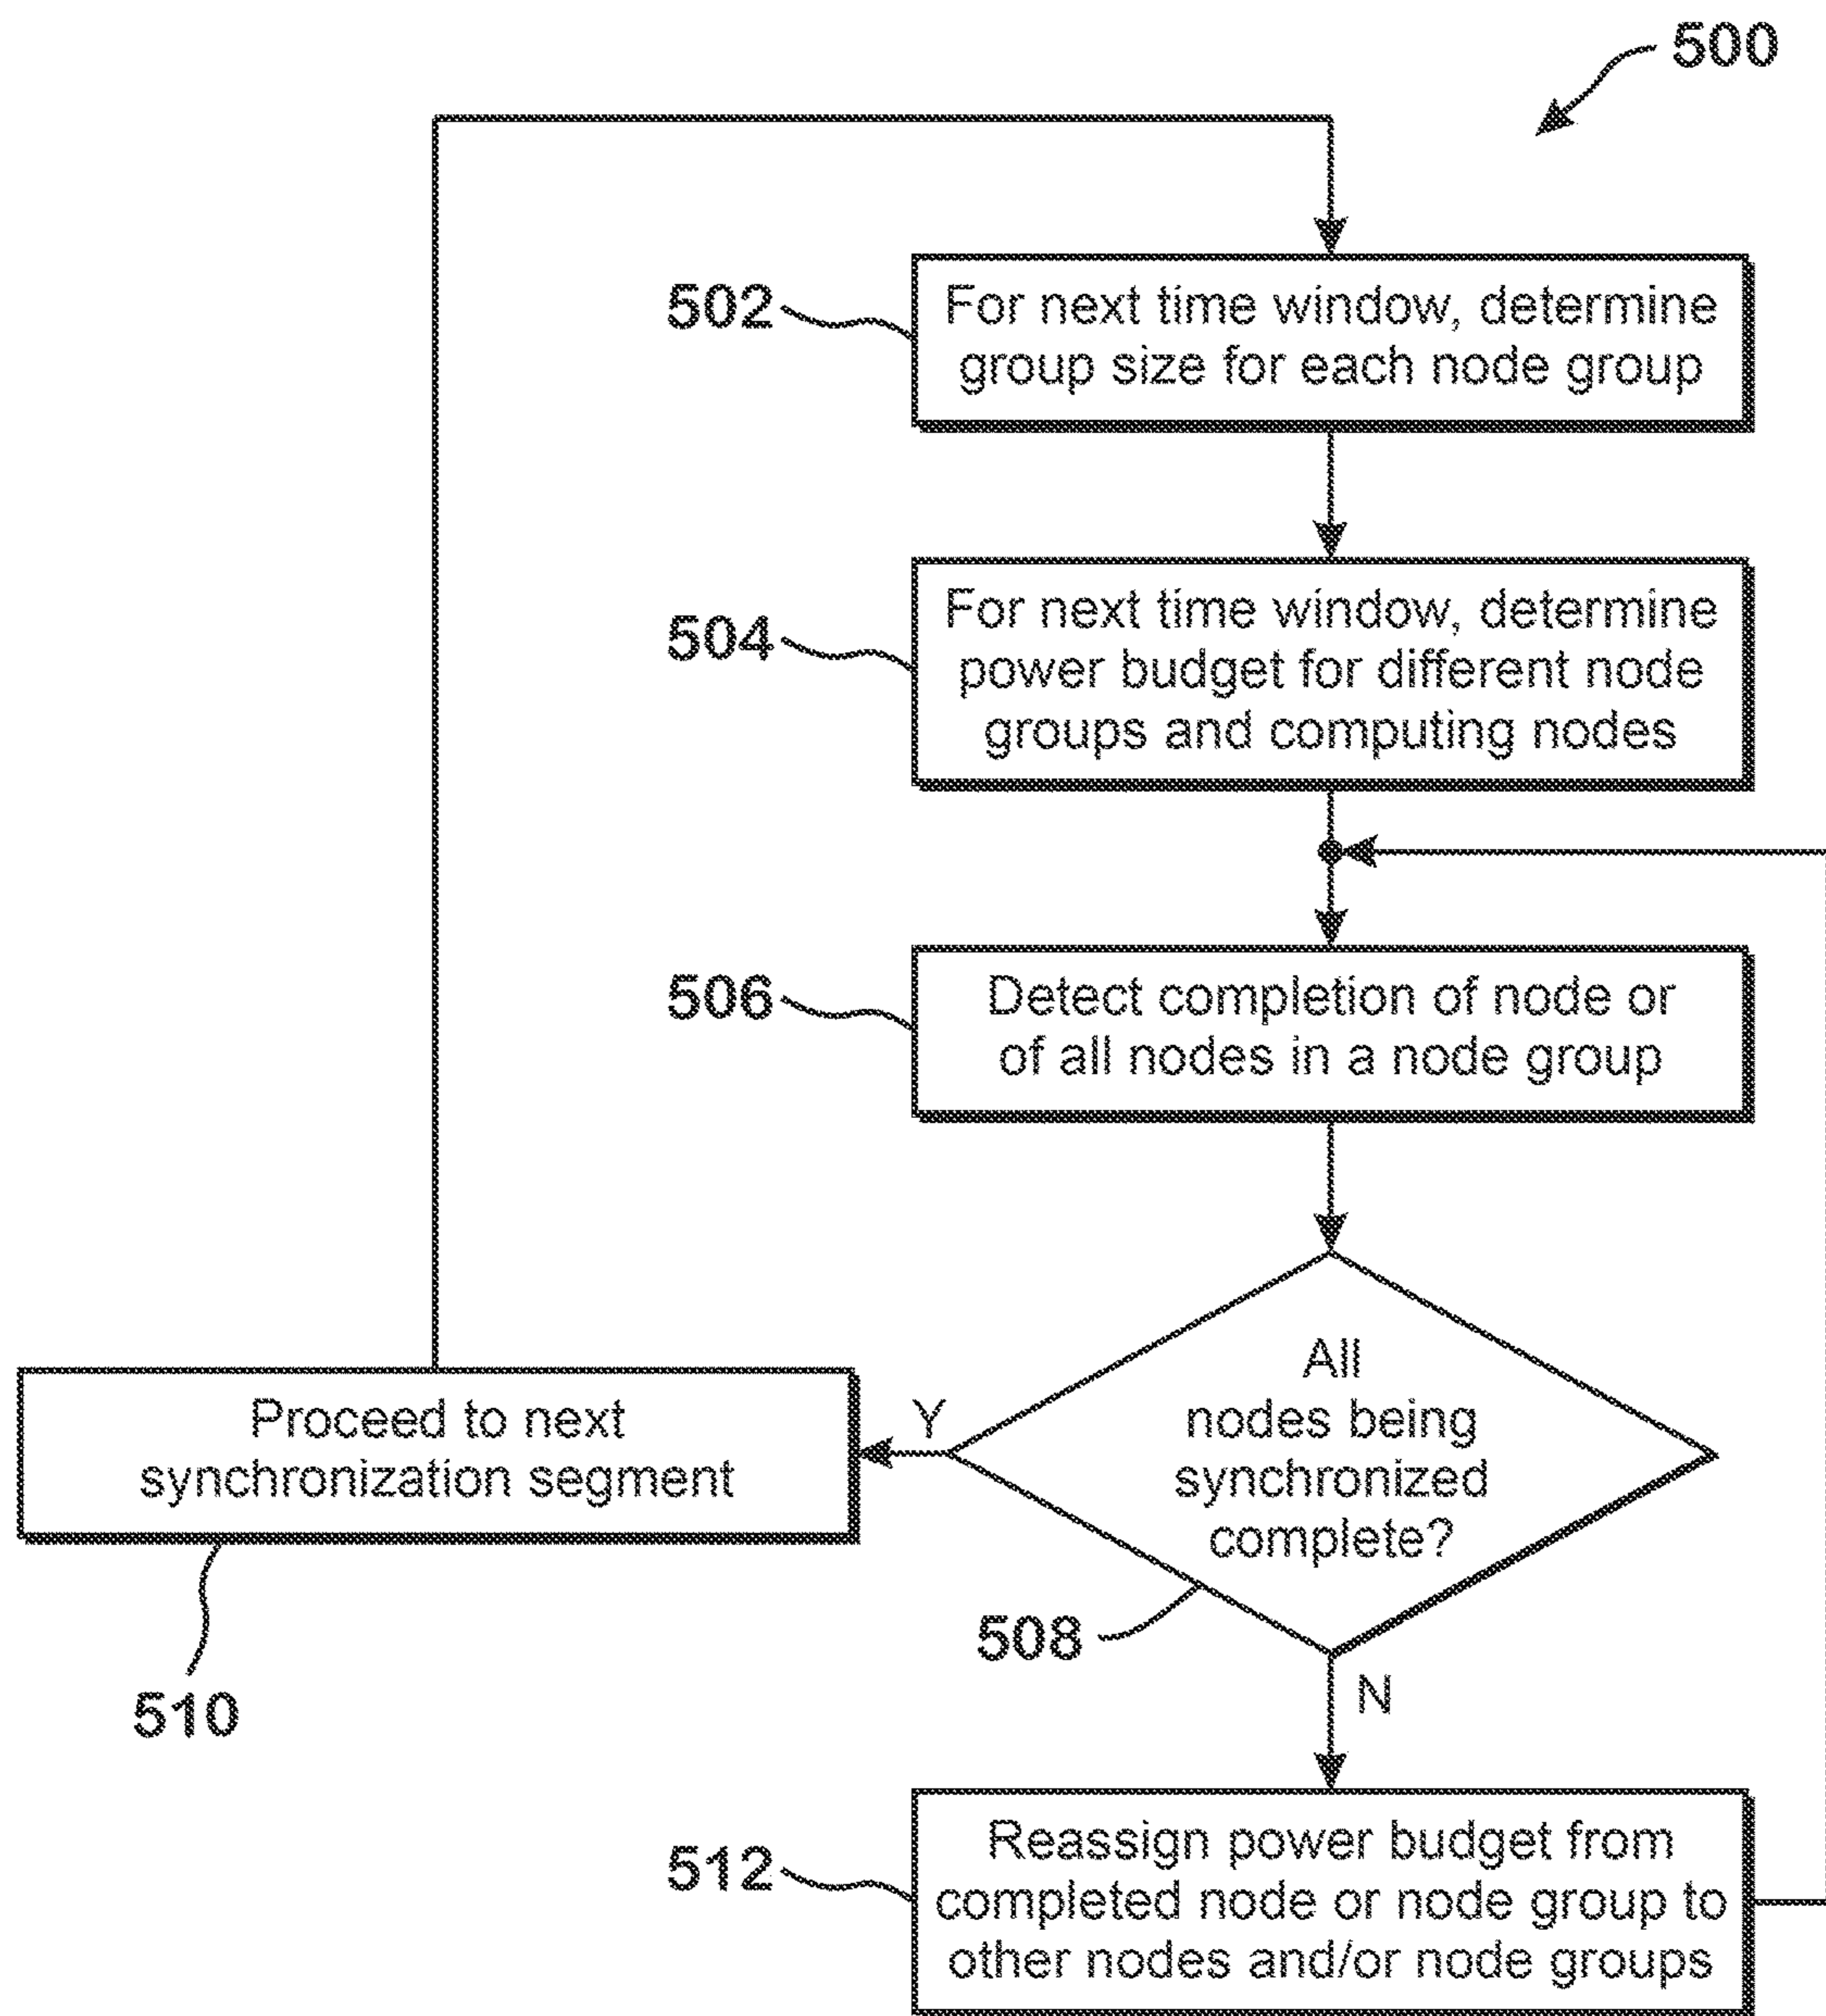 500
502
For next time window, determine
group size for each node group
504
For next time window, determine
power budget for different node
groups and computing nodes
506
Detect completion of node or
of all nodes in a node group
All
nodes being
synchronized
complete?
508
Y
N
Proceed to next
synchronization segment
510
512
Reassign power budget from
completed node or node group to
other nodes and/or node groups